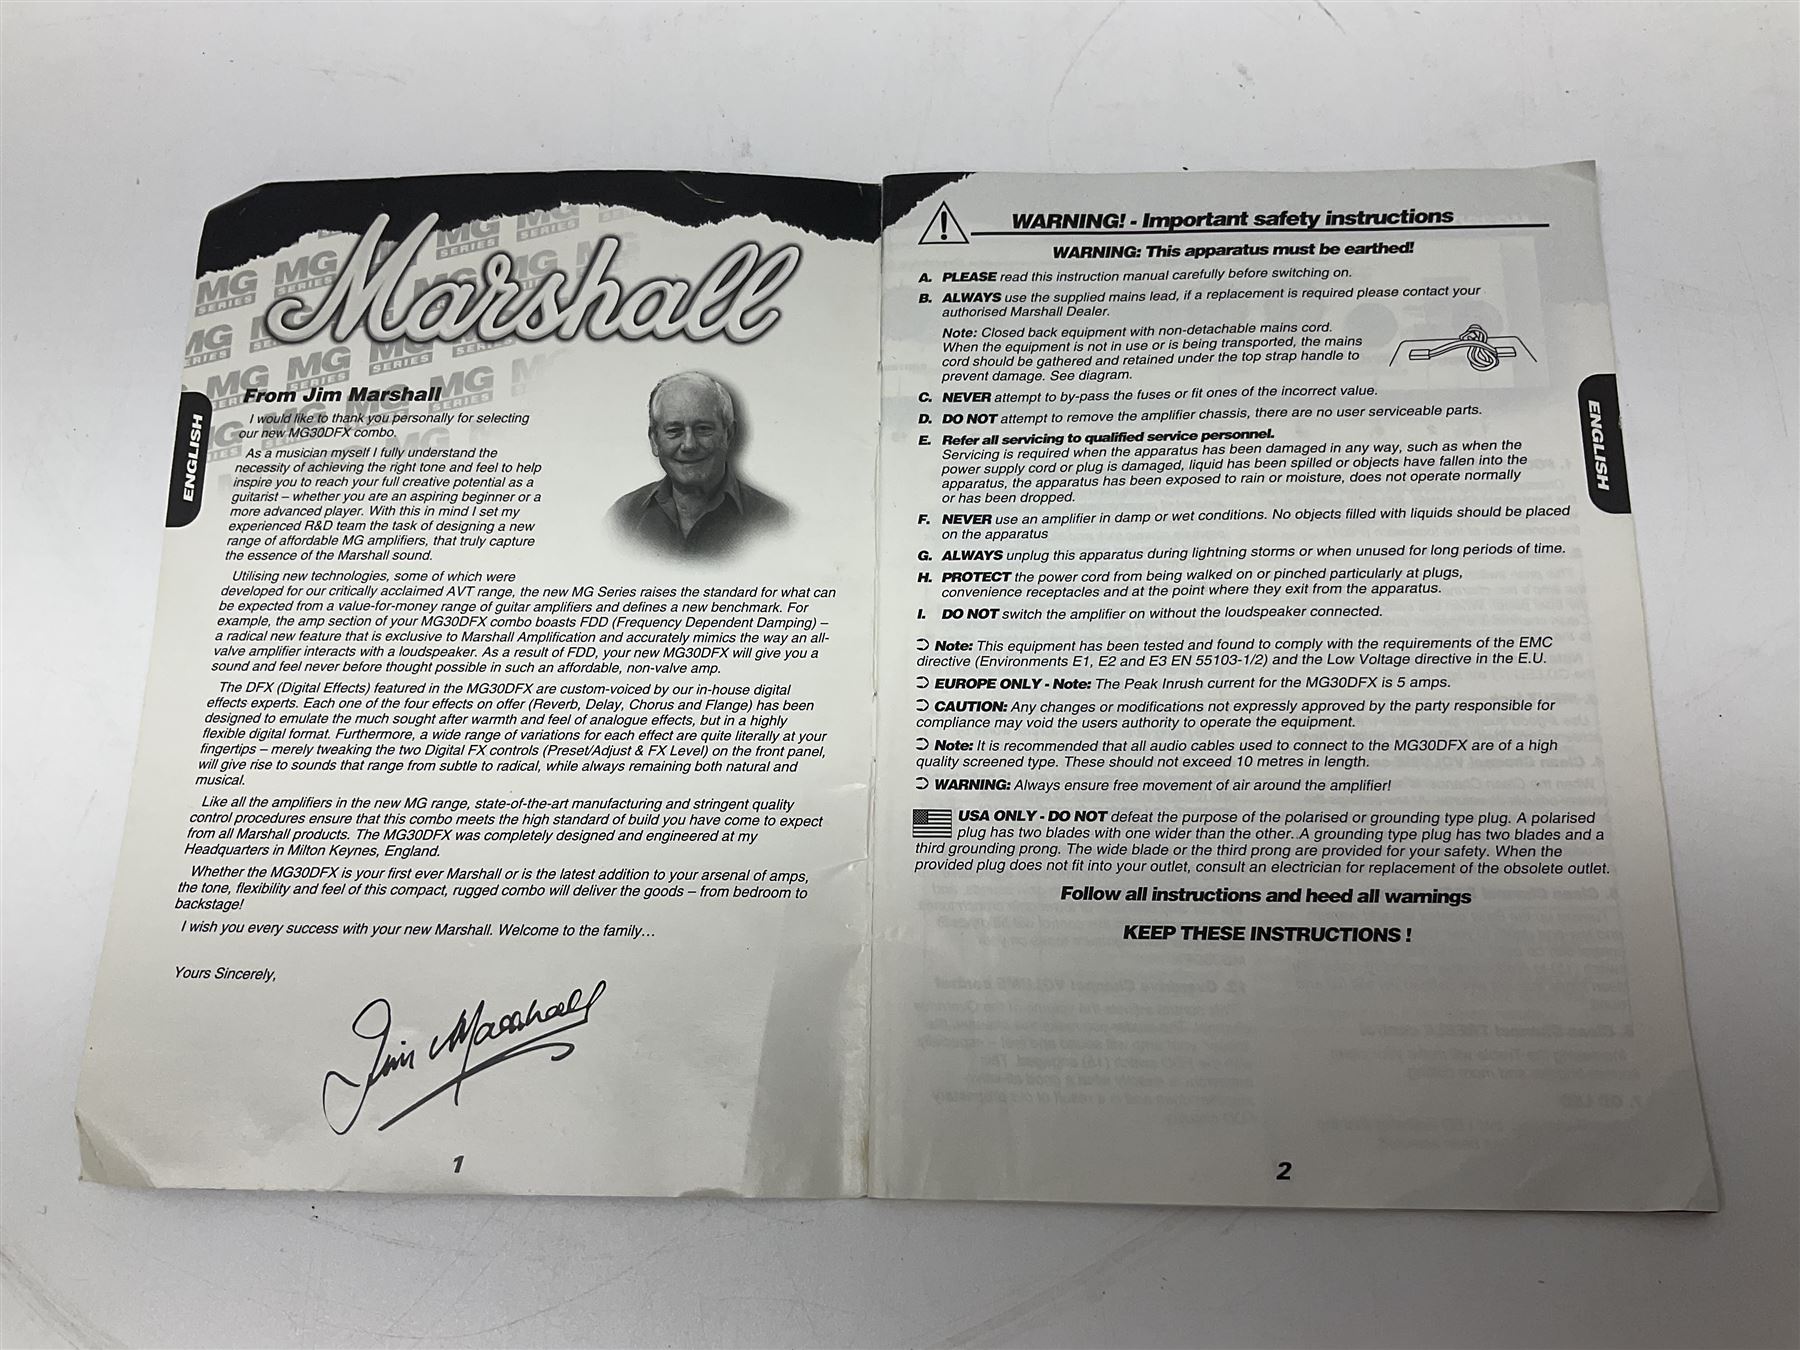 Marshall
MG SERIES
ENGLISH
From Jim Marshall
I would like to thank you personally for selecting
our new MG30DFX combo.
As a musician myself I fully understand the
necessity of achieving the right tone and feel to help
inspire you to reach your full creative potential as a
guitarist – whether you are an aspiring beginner or a
more advanced player. With this in mind I set my
experienced R&D team the task of designing a new
range of affordable MG amplifiers, that truly capture
the essence of the Marshall sound.
Utilising new technologies, some of which were
developed for our critically acclaimed AVT range, the new MG Series raises the standard for what can
be expected from a value-for-money range of guitar amplifiers and defines a new benchmark. For
example, the amp section of your MG30DFX combo boasts FDD (Frequency Dependent Damping) –
a radical new feature that is exclusive to Marshall Amplification and accurately mimics the way an all-
valve amplifier interacts with a loudspeaker. As a result of FDD, your new MG30DFX will give you a
sound and feel never before thought possible in such an affordable, non-valve amp.
The DFX (Digital Effects) featured in the MG30DFX are custom-voiced by our in-house digital
effects experts. Each one of the four effects on offer (Reverb, Delay, Chorus and Flange) has been
designed to emulate the much sought after warmth and feel of analogue effects, but in a highly
flexible digital format. Furthermore, a wide range of variations for each effect are quite literally at your
fingertips – merely tweaking the two Digital FX controls (Preset/Adjust & FX Level) on the front panel,
will give rise to sounds that range from subtle to radical, while always remaining both natural and
musical.
Like all the amplifiers in the new MG range, state-of-the-art manufacturing and stringent quality
control procedures ensure that this combo meets the high standard of build you have come to expect
from all Marshall products. The MG30DFX was completely designed and engineered at my
Headquarters in Milton Keynes, England.
Whether the MG30DFX is your first ever Marshall or is the latest addition to your arsenal of amps,
the tone, flexibility and feel of this compact, rugged combo will deliver the goods – from bedroom to
backstage!
I wish you every success with your new Marshall. Welcome to the family…
Yours Sincerely,
Jim Marshall
1
WARNING! - Important safety instructions
WARNING: This apparatus must be earthed!
A. PLEASE read this instruction manual carefully before switching on.
B. ALWAYS use the supplied mains lead, if a replacement is required please contact your
authorised Marshall Dealer.
Note: Closed back equipment with non-detachable mains cord.
When the equipment is not in use or is being transported, the mains
cord should be gathered and retained under the top strap handle to
prevent damage. See diagram.
C. NEVER attempt to by-pass the fuses or fit ones of the incorrect value.
D. DO NOT attempt to remove the amplifier chassis, there are no user serviceable parts.
E. Refer all servicing to qualified service personnel.
Servicing is required when the apparatus has been damaged in any way, such as when the
power supply cord or plug is damaged, liquid has been spilled or objects have fallen into the
apparatus, the apparatus has been exposed to rain or moisture, does not operate normally
or has been dropped.
F. NEVER use an amplifier in damp or wet conditions. No objects filled with liquids should be placed
on the apparatus
G. ALWAYS unplug this apparatus during lightning storms or when unused for long periods of time.
H. PROTECT the power cord from being walked on or pinched particularly at plugs,
convenience receptacles and at the point where they exit from the apparatus.
I. DO NOT switch the amplifier on without the loudspeaker connected.
Note: This equipment has been tested and found to comply with the requirements of the EMC
directive (Environments E1, E2 and E3 EN 55103-1/2) and the Low Voltage directive in the E.U.
EUROPE ONLY - Note: The Peak Inrush current for the MG30DFX is 5 amps.
CAUTION: Any changes or modifications not expressly approved by the party responsible for
compliance may void the users authority to operate the equipment.
Note: It is recommended that all audio cables used to connect to the MG30DFX are of a high
quality screened type. These should not exceed 10 metres in length.
WARNING: Always ensure free movement of air around the amplifier!
USA ONLY - DO NOT defeat the purpose of the polarised or grounding type plug. A polarised
plug has two blades with one wider than the other. A grounding type plug has two blades and a
third grounding prong. The wide blade or the third prong are provided for your safety. When the
provided plug does not fit into your outlet, consult an electrician for replacement of the obsolete outlet.
Follow all instructions and heed all warnings
KEEP THESE INSTRUCTIONS !
ENGLISH
2